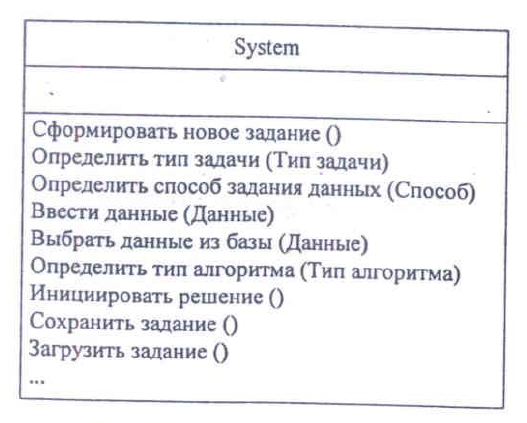 System
Сформировать новое задание ()
Определить тип задачи (Тип задачи)
Определить способ задания данных (Способ)
Ввести данные (Данные)
Выбрать данные из базы (Данные)
Определить тип алгоритма (Тип алгоритма)
Инициировать решение ()
Сохранить задание ()
Загрузить задание ()
...